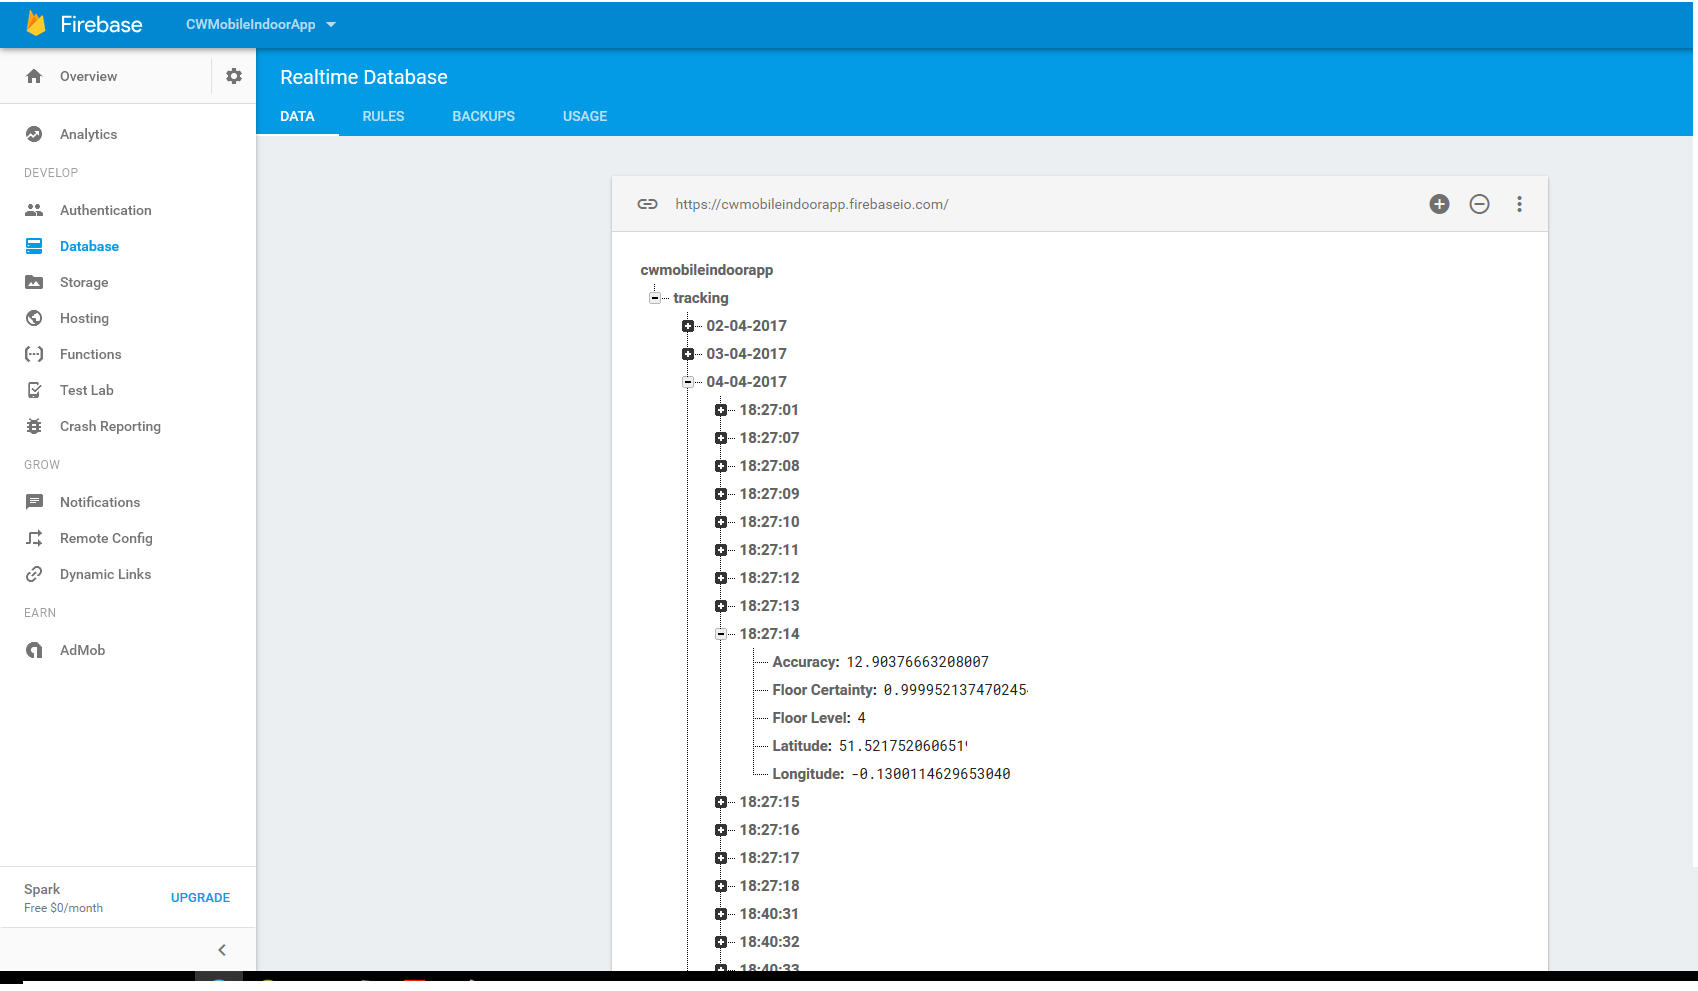 Firebase
CWMobileIndoorApp
Overview
Analytics
DEVELOP
Authentication
Database
Storage
Hosting
Functions
Test Lab
Crash Reporting
GROW
Notifications
Remote Config
Dynamic Links
EARN
AdMob
Spark
Free $0/month
UPGRADE
Realtime Database
DATA RULES BACKUPS USAGE
https://cwmobileindoorapp.firebaseio.com/
cwmobileindoorapp
tracking
02-04-2017
03-04-2017
04-04-2017
18:27:01
18:27:07
18:27:08
18:27:09
18:27:10
18:27:11
18:27:12
18:27:13
18:27:14
Accuracy: 12.90376663208007
Floor Certainty: 0.999952137470245
Floor Level: 4
Latitude: 51.521752060651
Longitude: -0.1300114629653040
18:27:15
18:27:16
18:27:17
18:27:18
18:40:31
18:40:32
18:40:33